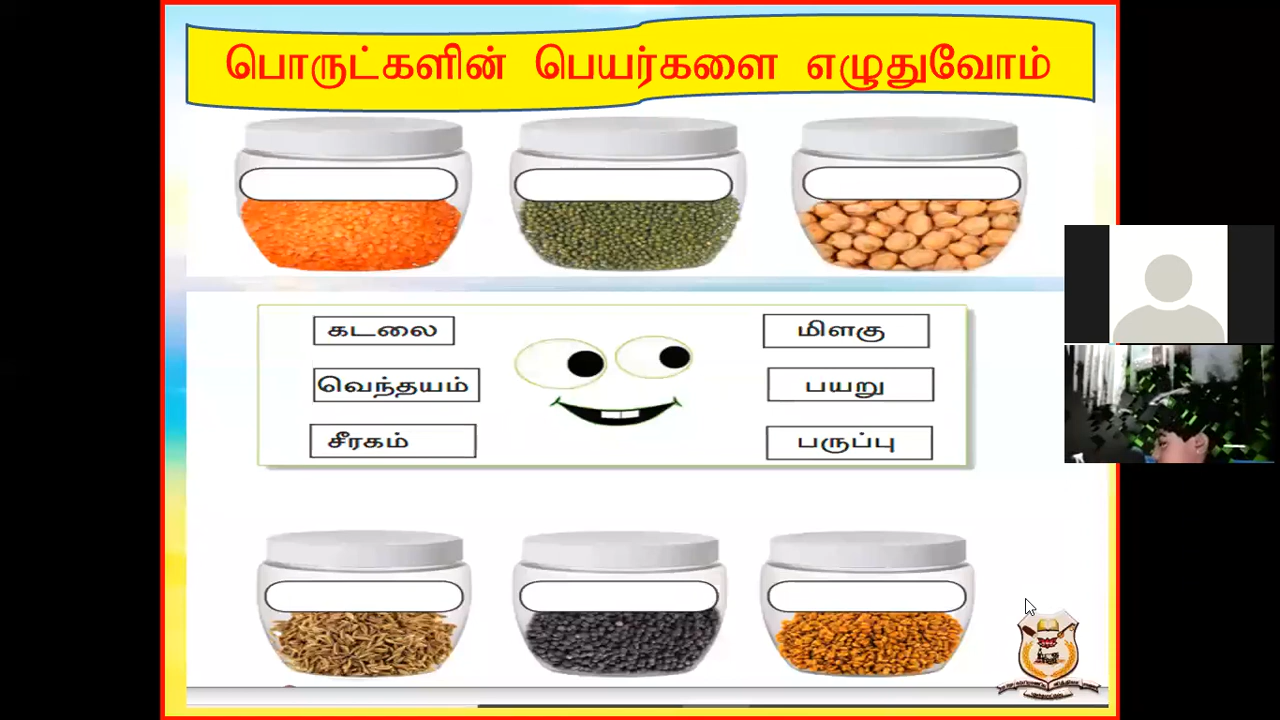 பொருட்களின் பெயர்களை எழுதுவோம்
கடலை
மிளகு
வெந்தயம்
பயறு
சீரகம்
பருப்பு